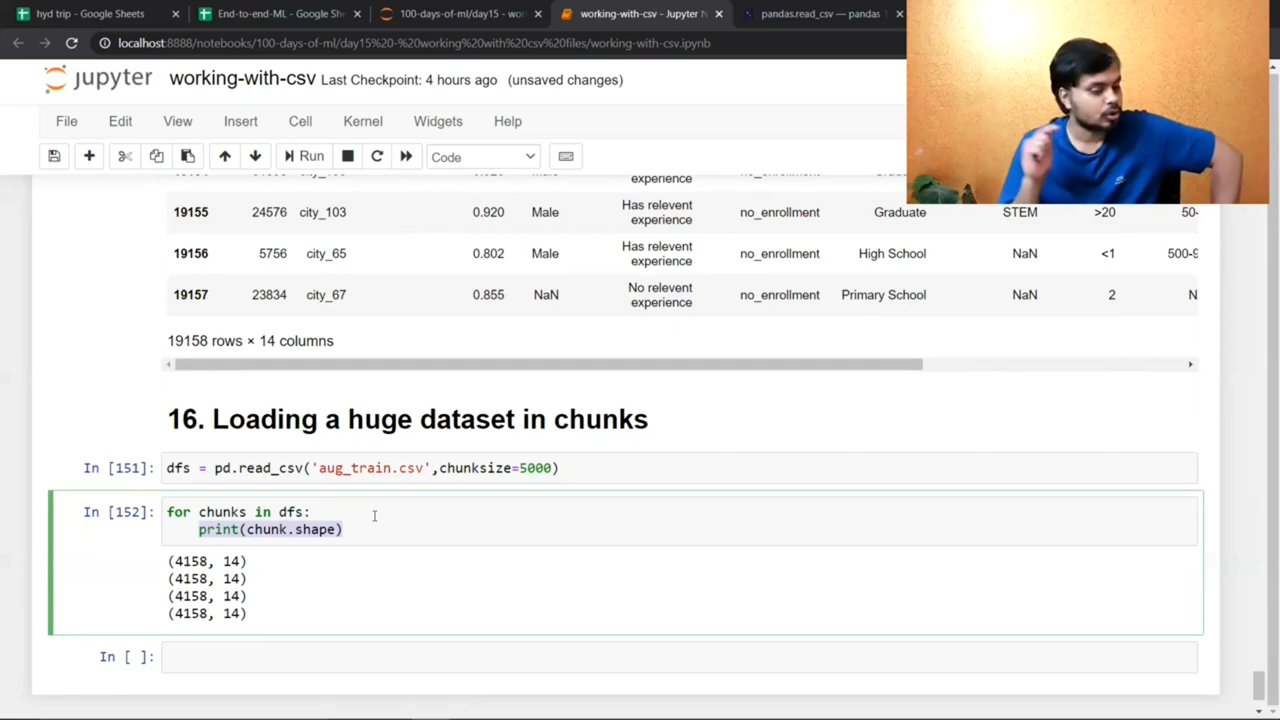 hyd trip - Google Sheets
End-to-end-ML - Google She
100-days-of-ml/day15 - wo
working-with-csv - Jupyter N
pandas.read_csv — pandas
localhost:8888/notebooks/100-days-of-ml/day15%20-%20working%20with%20csv%20files/working-with-csv.ipynb
jupyter working-with-csv Last Checkpoint: 4 hours ago (unsaved changes)
File Edit View Insert Cell Kernel Widgets Help
Run Code
experience
19155 24576 city_103 0.920 Male Has relevent experience no_enrollment Graduate STEM >20 50-
19156 5756 city_65 0.802 Male Has relevent experience no_enrollment High School NaN <1 500-9
19157 23834 city_67 0.855 NaN No relevent experience no_enrollment Primary School NaN 2 N
19158 rows × 14 columns
16. Loading a huge dataset in chunks
In [151]: dfs = pd.read_csv('aug_train.csv',chunksize=5000)
In [152]: for chunks in dfs:
print(chunk.shape)
(4158, 14)
(4158, 14)
(4158, 14)
(4158, 14)
In [ ]: